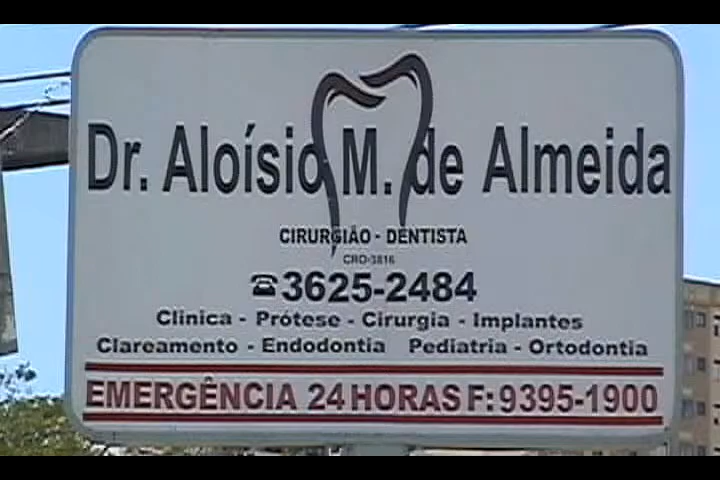 Dr. Aloísio M. de Almeida
CIRURGIÃO - DENTISTA
CRO-3816
☎3625-2484
Clinica - Prótese - Cirurgia - Implantes
Clareamento - Endodontia Pediatria - Ortodontia
EMERGÊNCIA 24 HORAS F: 9395-1900